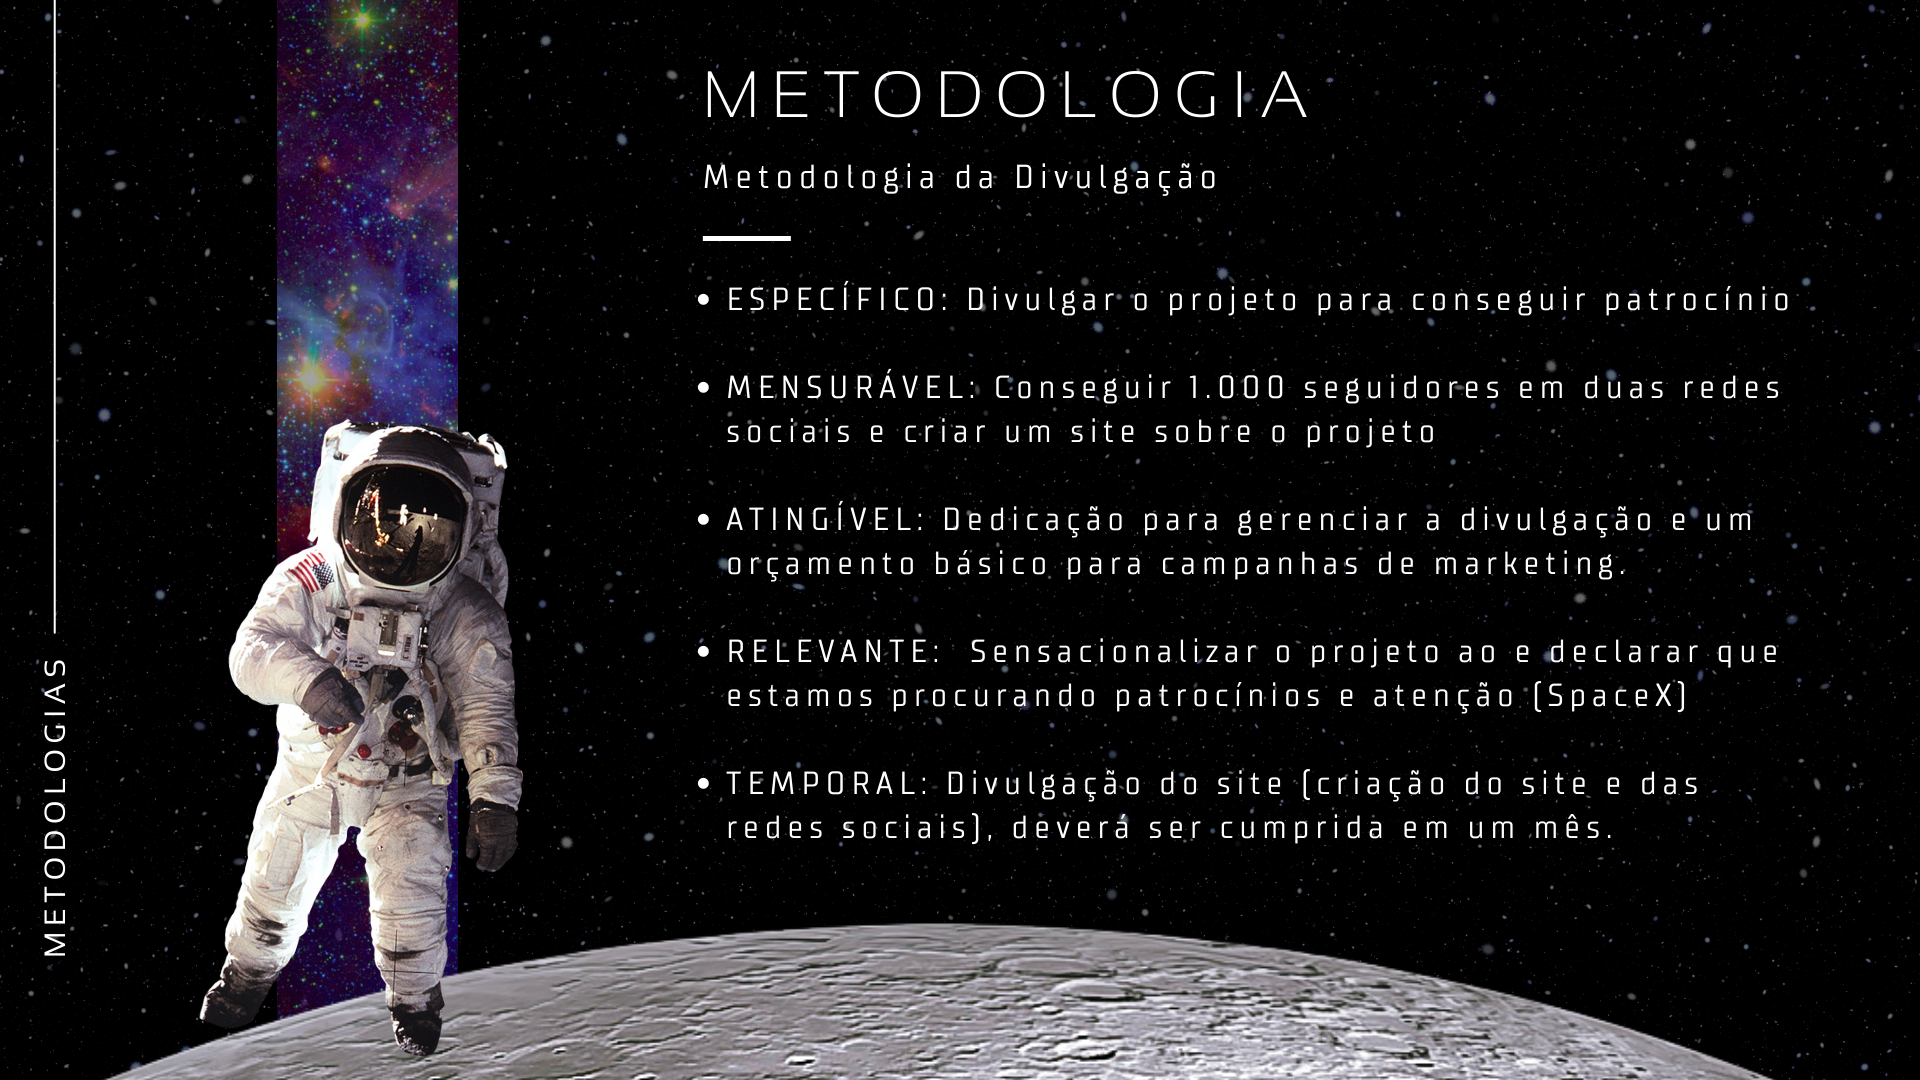 METODOLOGIA
Metodologia da Divulgação
• ESPECÍFICO: Divulgar o projeto para conseguir patrocínio
• MENSURÁVEL: Conseguir 1.000 seguidores em duas redes
sociais e criar um site sobre o projeto
• ATINGÍVEL: Dedicação para gerenciar a divulgação e um
orçamento básico para campanhas de marketing.
• RELEVANTE:  Sensacionalizar o projeto ao e declarar que
estamos procurando patrocínios e atenção (SpaceX)
• TEMPORAL: Divulgação do site (criação do site e das
redes sociais), deverá ser cumprida em um mês.
METODOLOGIAS